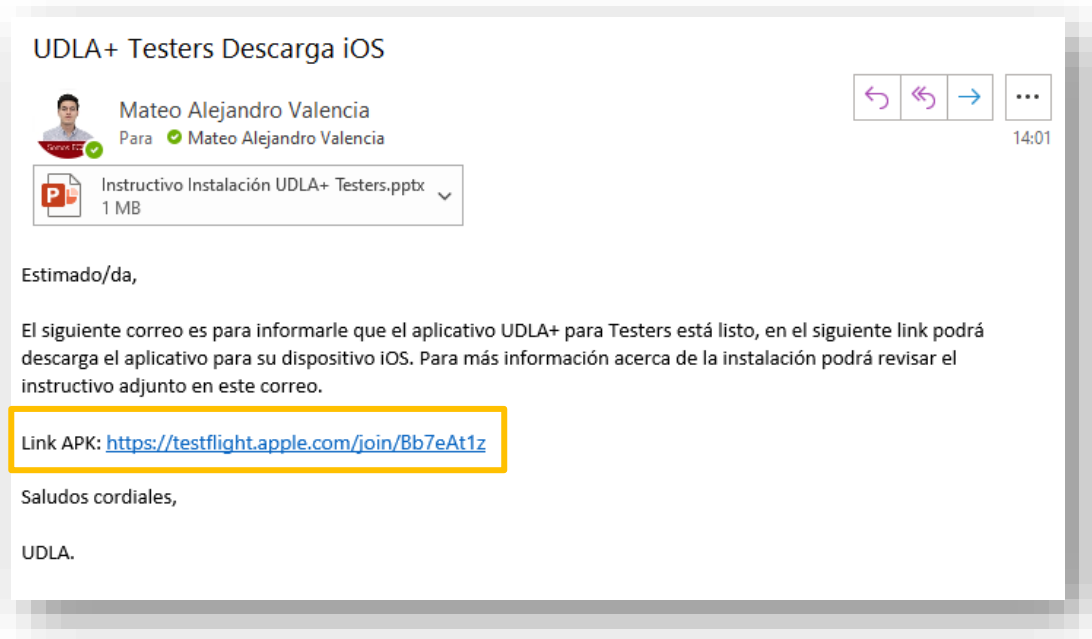 UDLA+ Testers Descarga iOS
Mateo Alejandro Valencia
Para Mateo Alejandro Valencia
14:01
Instructivo Instalación UDLA+ Testers.pptx
1 MB
Estimado/da,
El siguiente correo es para informarle que el aplicativo UDLA+ para Testers está listo, en el siguiente link podrá
descarga el aplicativo para su dispositivo iOS. Para más información acerca de la instalación podrá revisar el
instructivo adjunto en este correo.
Link APK: https://testflight.apple.com/join/Bb7eAt1z
Saludos cordiales,
UDLA.